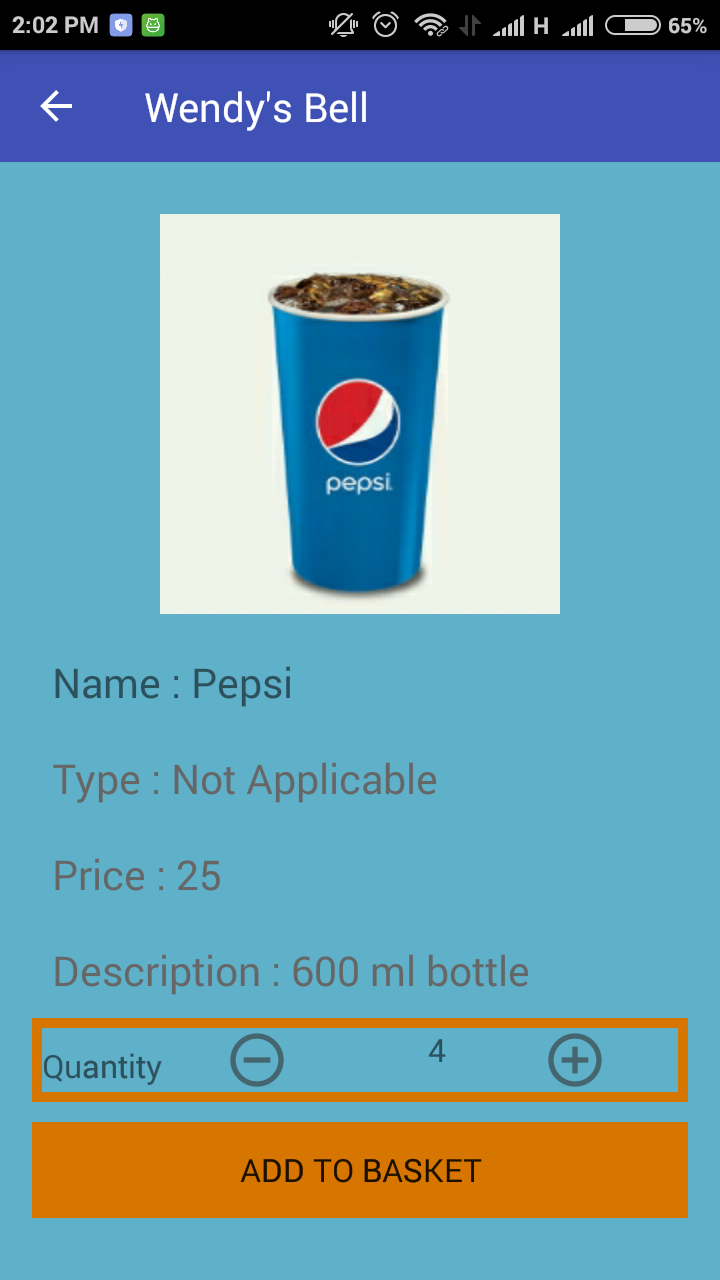 2:02 PM H 65%
Wendy's Bell
pepsi
Name : Pepsi
Type : Not Applicable
Price : 25
Description : 600 ml bottle
Quantity 4
ADD TO BASKET